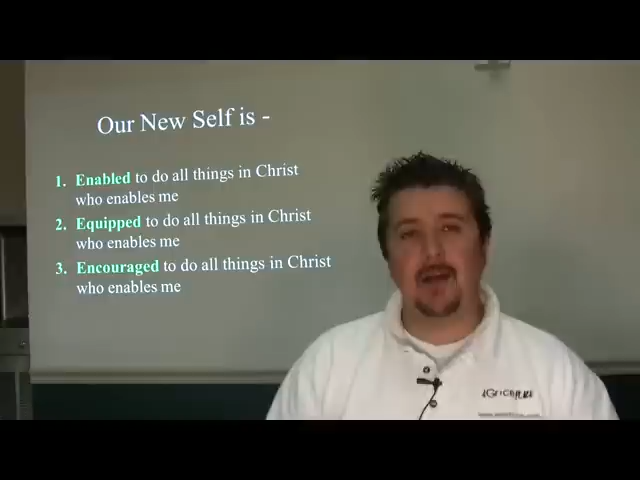 Our New Self is -
1. Enabled to do all things in Christ
who enables me
2. Equipped to do all things in Christ
who enables me
3. Encouraged to do all things in Christ
who enables me